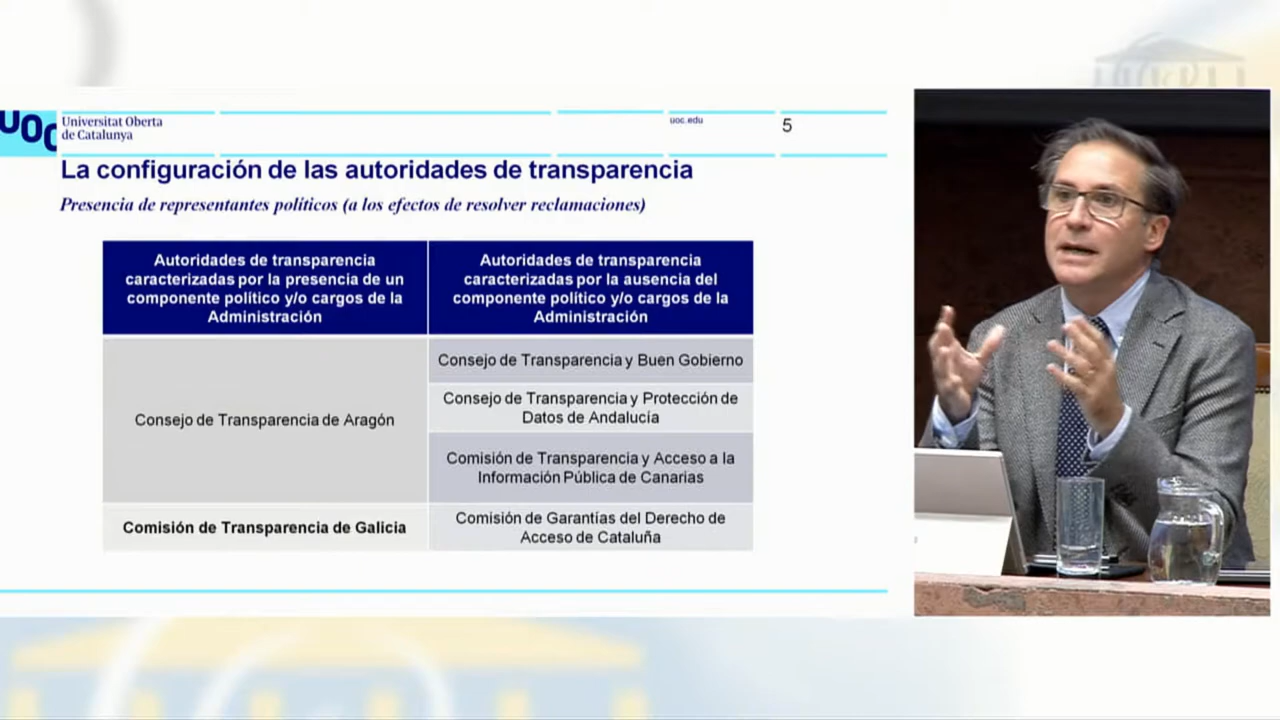 UOC
Universitat Oberta
de Catalunya
uoc.edu
5
La configuración de las autoridades de transparencia
Presencia de representantes políticos (a los efectos de resolver reclamaciones)
Autoridades de transparencia
caracterizadas por la presencia de un
componente político y/o cargos de la
Administración
Autoridades de transparencia
caracterizadas por la ausencia del
componente político y/o cargos de la
Administración
Consejo de Transparencia de Aragón
Consejo de Transparencia y Buen Gobierno
Consejo de Transparencia y Protección de
Datos de Andalucía
Comisión de Transparencia y Acceso a la
Información Pública de Canarias
Comisión de Transparencia de Galicia
Comisión de Garantías del Derecho de
Acceso de Cataluña